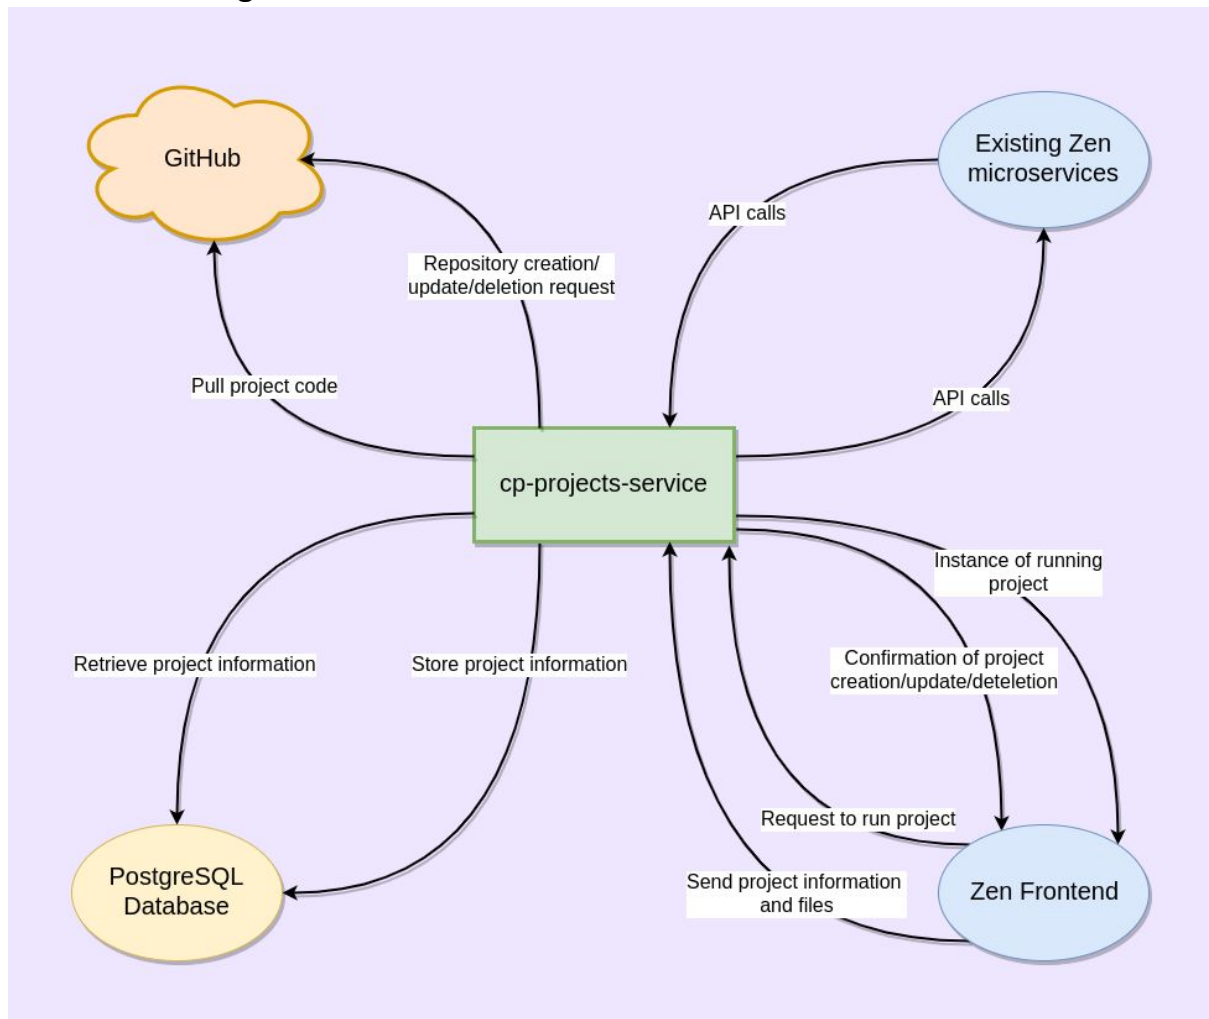 GitHub
Existing Zen
microservices
API calls
Repository creation/
update/deletion request
Pull project code
API calls
cp-projects-service
Instance of running
project
Retrieve project information
Store project information
Confirmation of project
creation/update/deteletion
Request to run project
Send project information
and files
PostgreSQL
Database
Zen Frontend